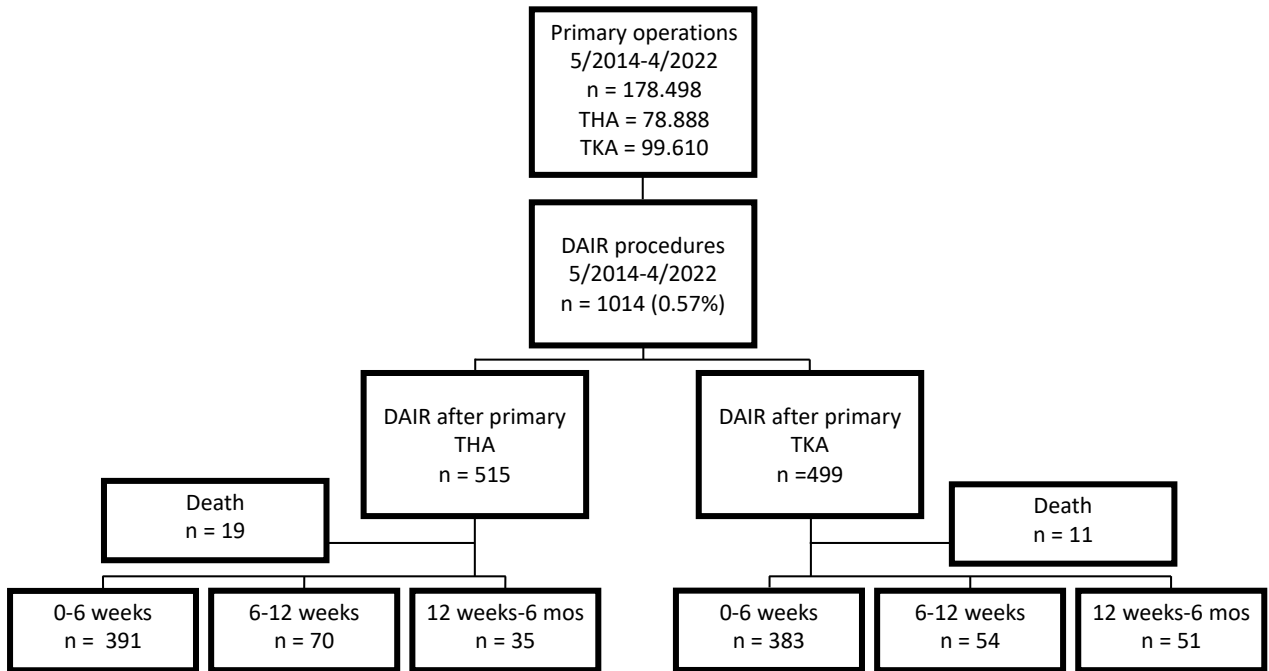 Primary operations
5/2014-4/2022
n = 178.498
THA = 78.888
TKA = 99.610
DAIR procedures
5/2014-4/2022
n = 1014 (0.57%)
DAIR after primary
THA
n = 515
DAIR after primary
TKA
n =499
Death
n = 19
Death
n = 11
0-6 weeks
n =  391
6-12 weeks
n = 70
12 weeks-6 mos
n = 35
0-6 weeks
n = 383
6-12 weeks
n = 54
12 weeks-6 mos
n = 51